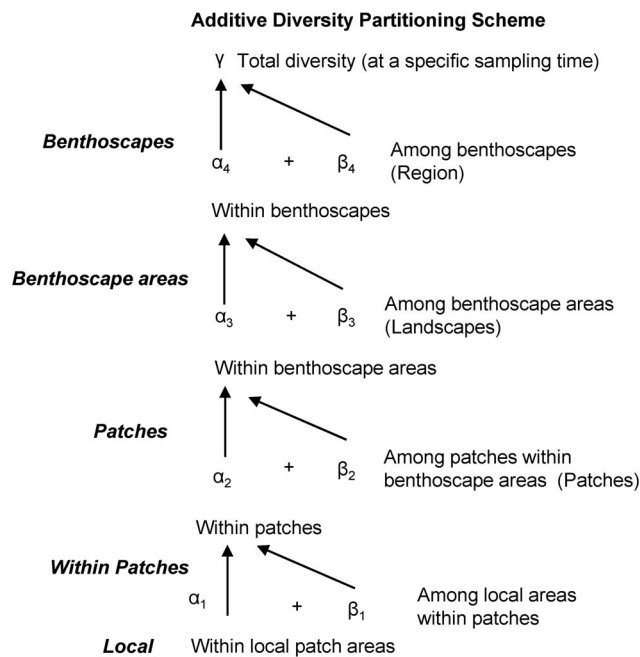 Additive Diversity Partitioning Scheme
γ Total diversity (at a specific sampling time)
Benthoscapes
α₄ + β₄ Among benthoscapes
(Region)
Within benthoscapes
Benthoscape areas
α₃ + β₃ Among benthoscape areas
(Landscapes)
Within benthoscape areas
Patches
α₂ + β₂ Among patches within
benthoscape areas (Patches)
Within patches
Within Patches
α₁ + β₁ Among local areas
within patches
Local Within local patch areas